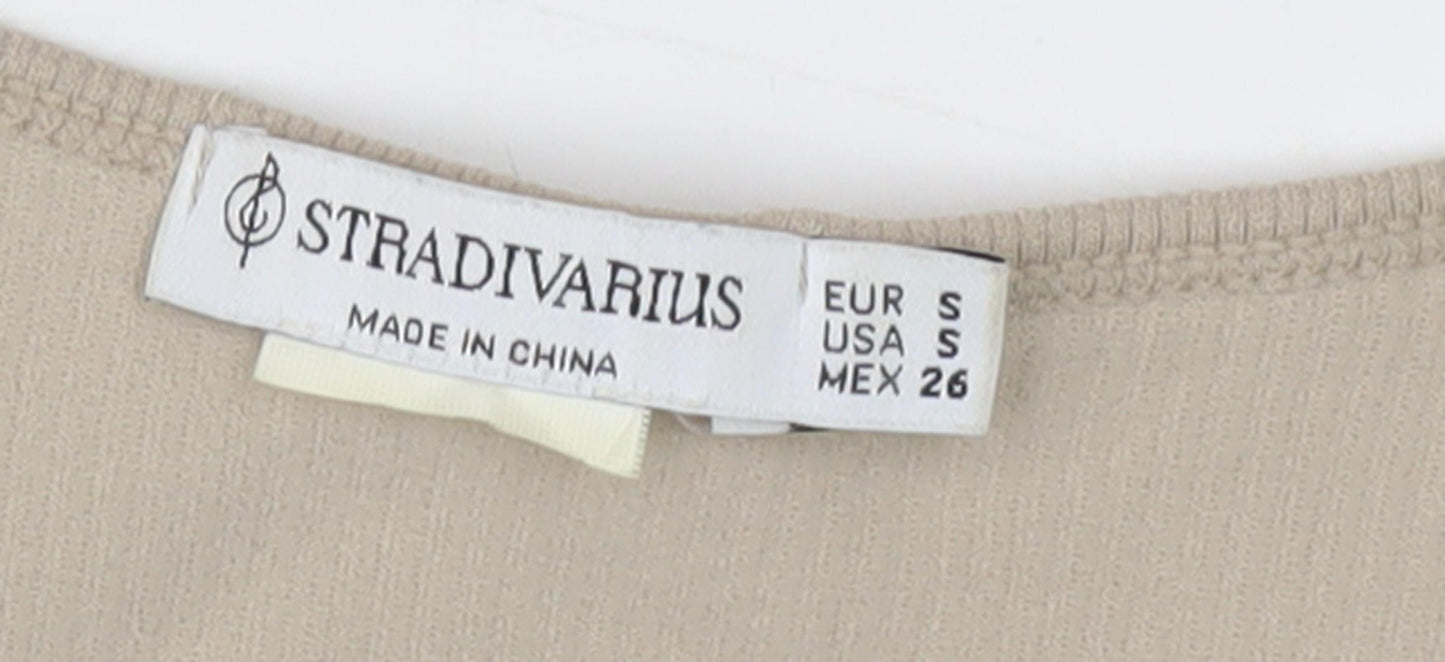 STRADIVARIUS
MADE IN CHINA
EUR S
USA S
MEX 26